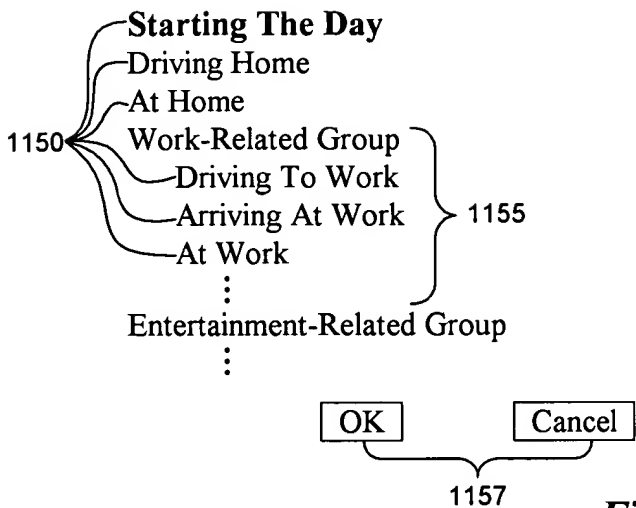 Starting The Day
Driving Home
At Home
1150
Work-Related Group
Driving To Work
Arriving At Work
1155
At Work
Entertainment-Related Group
OK
Cancel
1157